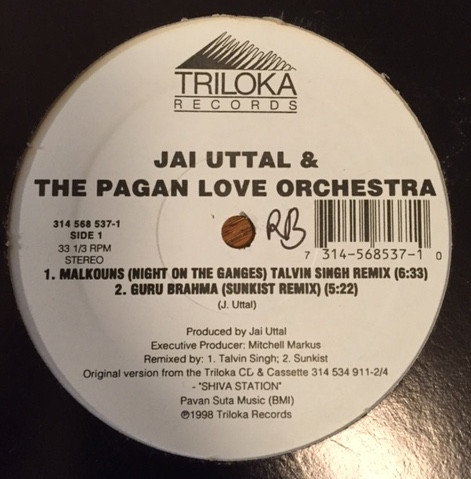 TRILOKA
RECORDS
JAI UTTAL &
THE PAGAN LOVE ORCHESTRA
314 568 537-1
SIDE 1
33 1/3 RPM
STEREO
RB
7 314-568537-1 0
1. MALKOUNS (NIGHT ON THE GANGES) TALVIN SINGH REMIX (6:33)
2. GURU BRAHMA (SUNKIST REMIX) (5:22)
(J. Uttal)
Produced by Jai Uttal
Executive Producer: Mitchell Markus
Remixed by: 1. Talvin Singh; 2. Sunkist
Original version from the Triloka CD & Cassette 314 534 911-2/4
- "SHIVA STATION"
Pavan Suta Music (BMI)
℗1998 Triloka Records